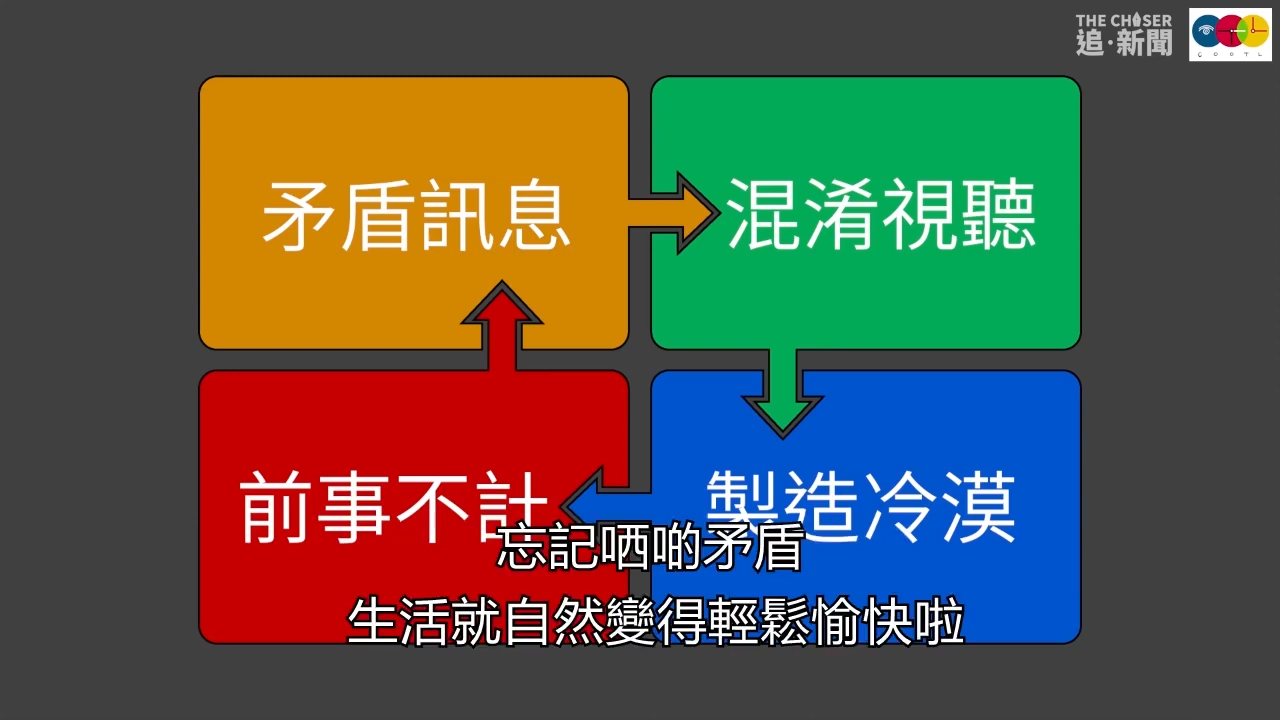 THE CHASER
追·新聞
COOTL
矛盾訊息
混淆視聽
前事不計
製造冷漠
忘記哂啲矛盾
生活就自然變得輕鬆愉快啦